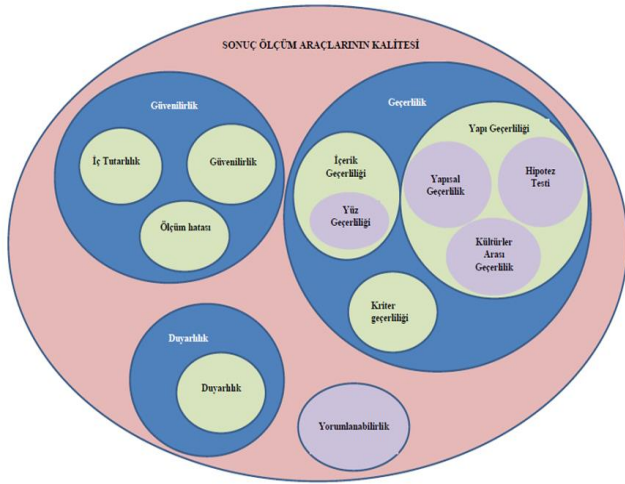 SONUÇ ÖLÇÜM ARAÇLARININ KALİTESİ
Güvenilirlik
İç Tutarlılık
Güvenilirlik
Ölçüm hatası
Geçerlilik
İçerik
Geçerliliği
Yüz
Geçerliliği
Yapı Geçerliliği
Yapısal
Geçerlilik
Hipotez
Testi
Kültürler
Arası
Geçerlilik
Kriter
geçerliliği
Duyarlılık
Duyarlılık
Yorumlanabilirlik